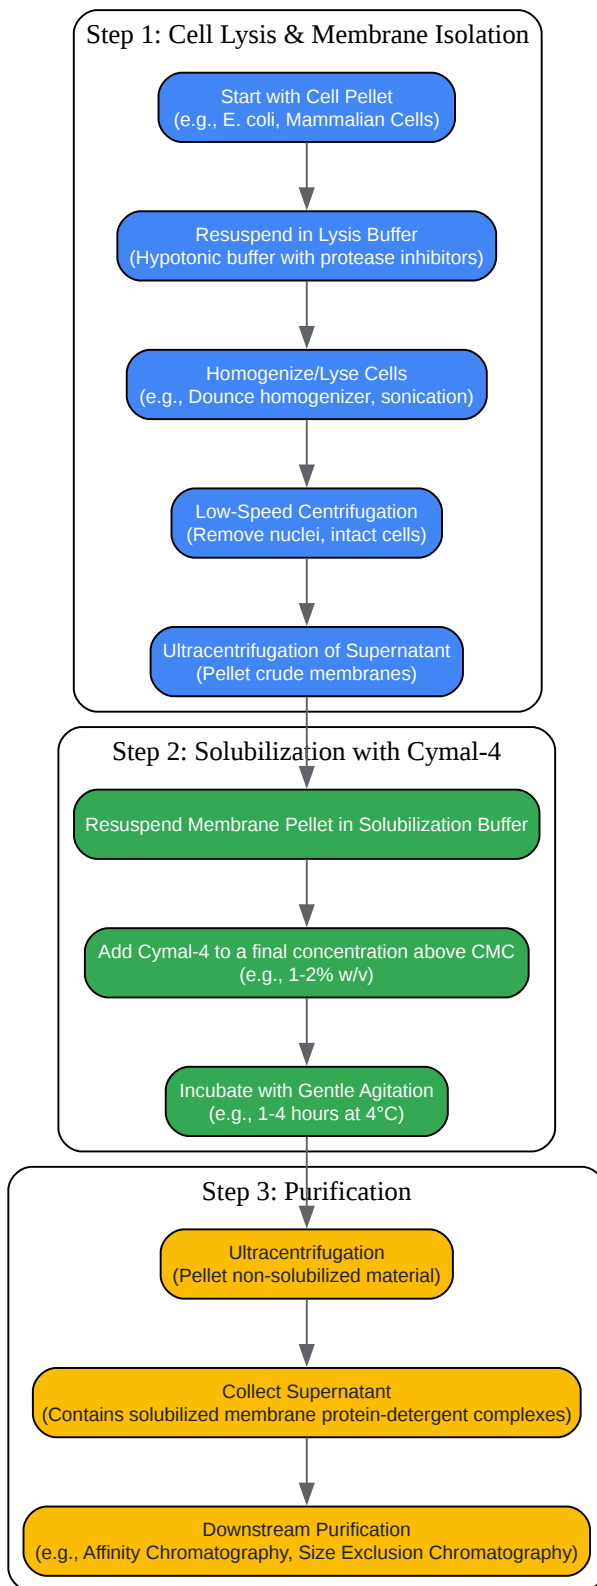 Step 1: Cell Lysis & Membrane Isolation
Start with Cell Pellet
(e.g., E. coli, Mammalian Cells)
Resuspend in Lysis Buffer
(Hypotonic buffer with protease inhibitors)
Homogenize/Lyse Cells
(e.g., Dounce homogenizer, sonication)
Low-Speed Centrifugation
(Remove nuclei, intact cells)
Ultracentrifugation of Supernatant
(Pellet crude membranes)
Step 2: Solubilization with Cymal-4
Resuspend Membrane Pellet in Solubilization Buffer
Add Cymal-4 to a final concentration above CMC
(e.g., 1-2% w/v)
Incubate with Gentle Agitation
(e.g., 1-4 hours at 4°C)
Step 3: Purification
Ultracentrifugation
(Pellet non-solubilized material)
Collect Supernatant
(Contains solubilized membrane protein-detergent complexes)
Downstream Purification
(e.g., Affinity Chromatography, Size Exclusion Chromatography)